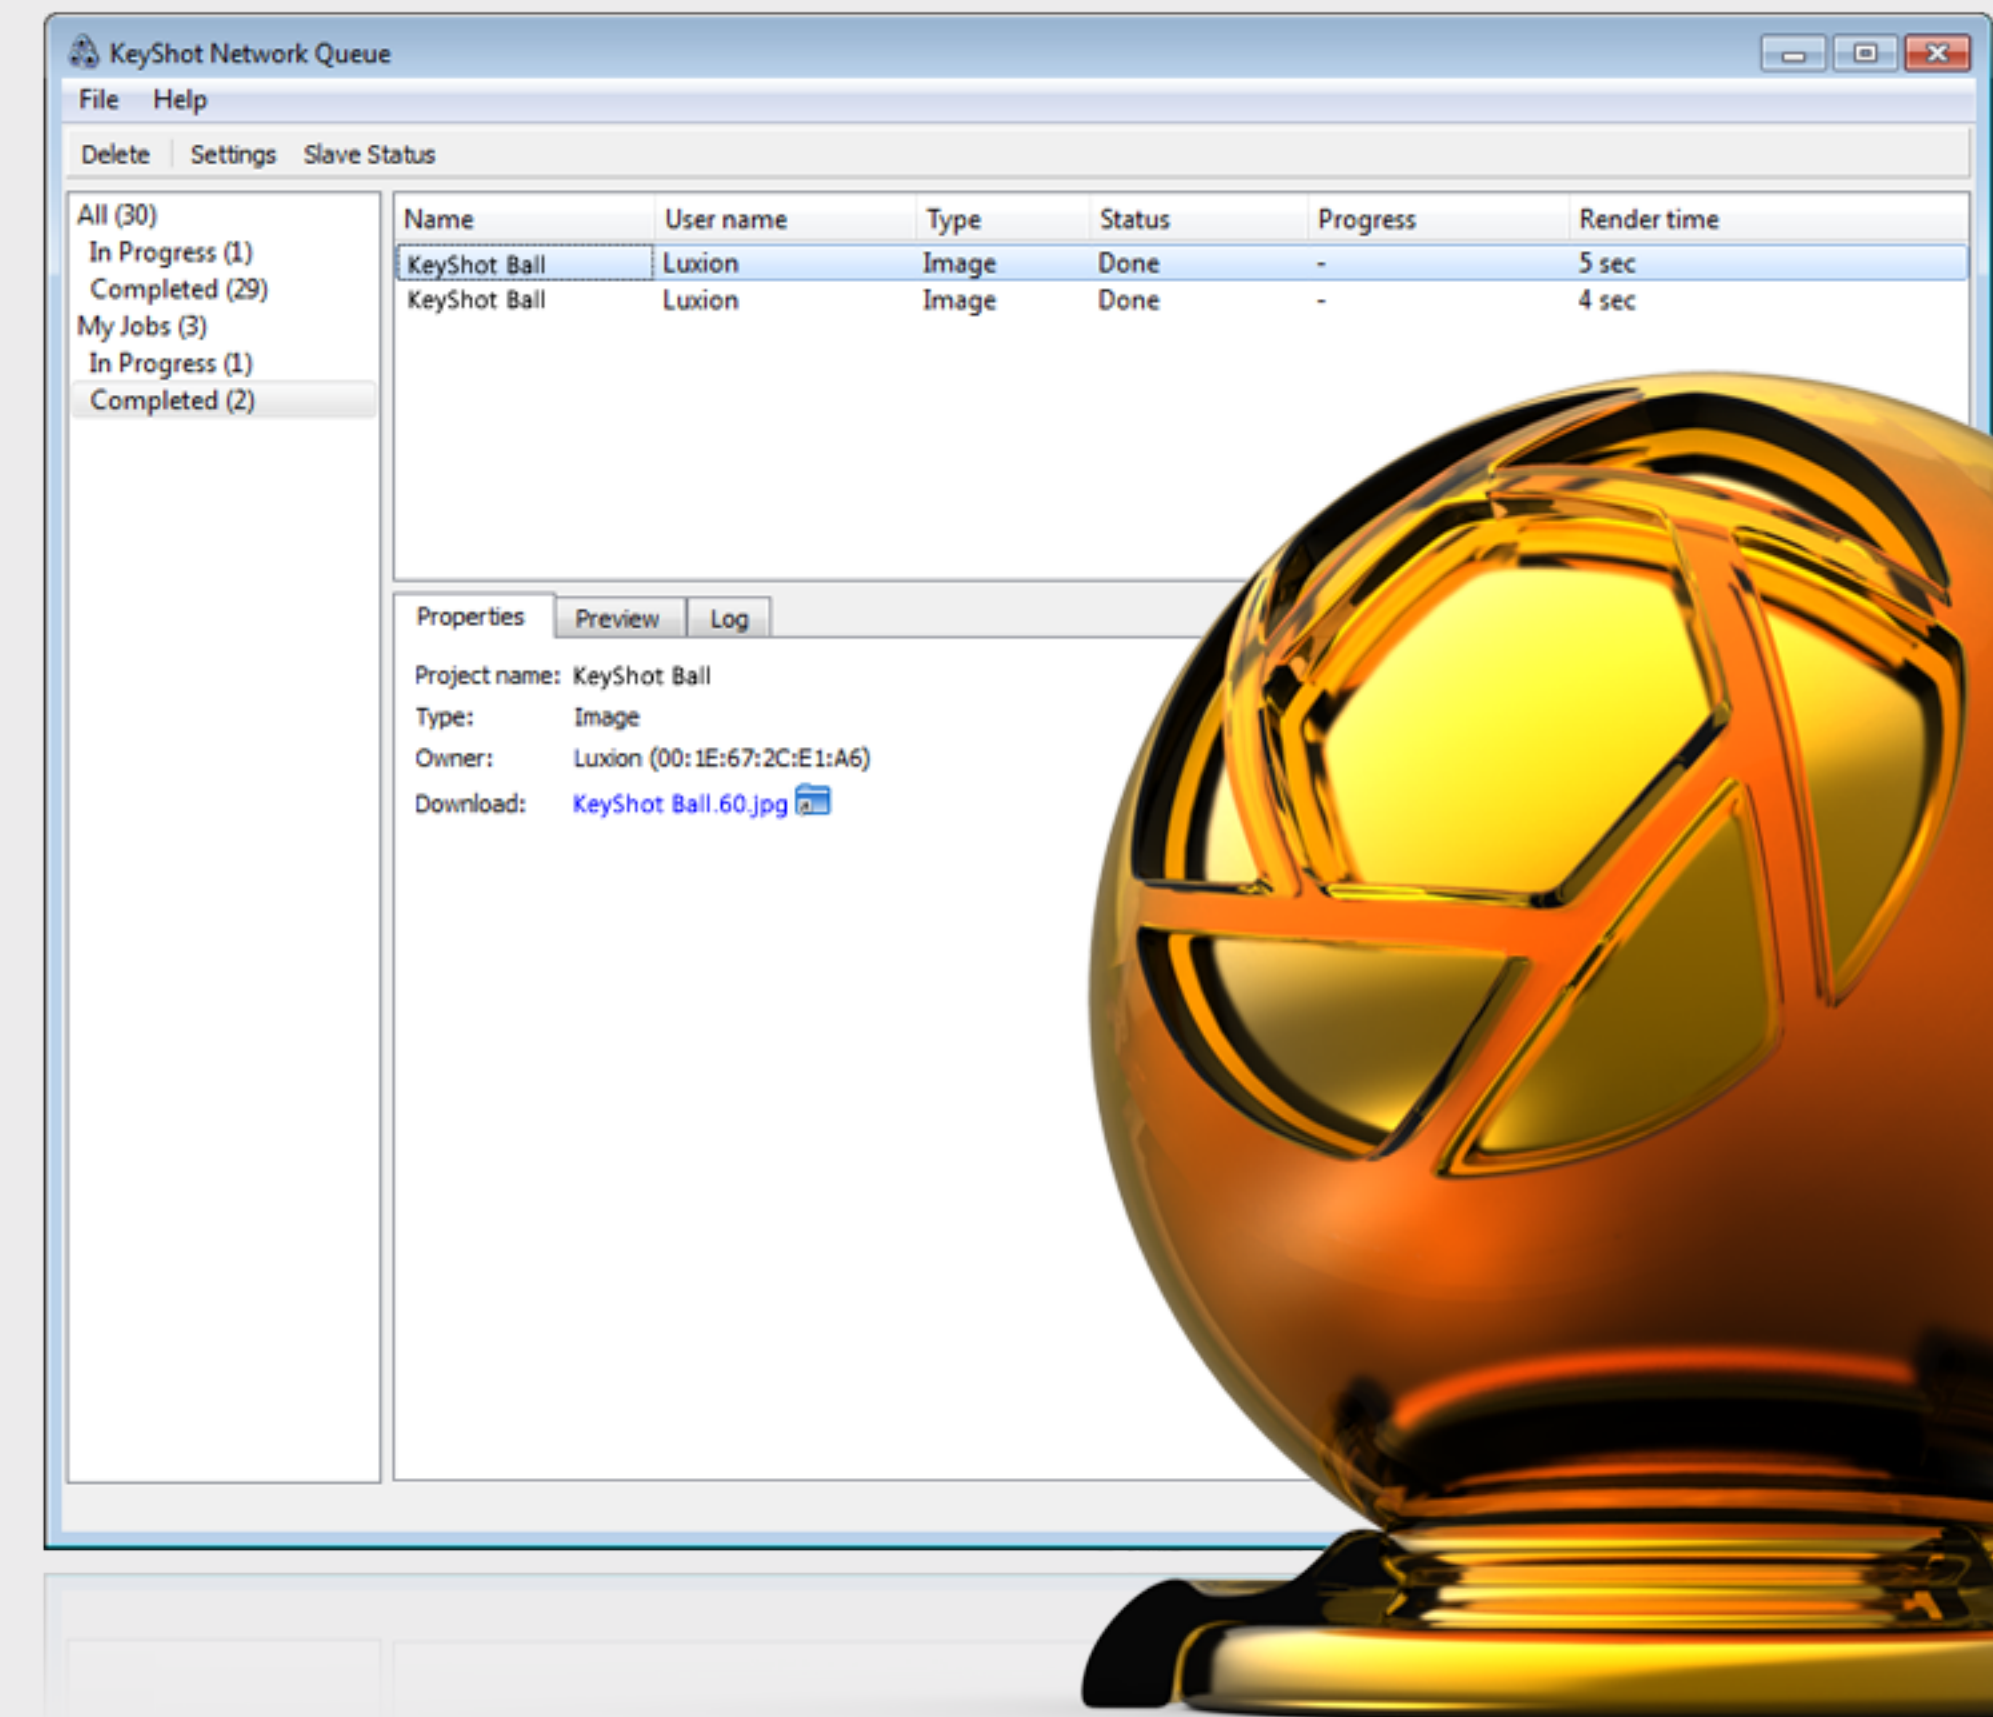 KeyShot Network Queue
File Help
Delete Settings Slave Status
All (30)
In Progress (1)
Completed (29)
My Jobs (3)
In Progress (1)
Completed (2)
Name User name Type Status Progress Render time
KeyShot Ball Luxion Image Done - 5 sec
KeyShot Ball Luxion Image Done - 4 sec
Properties Preview Log
Project name: KeyShot Ball
Type: Image
Owner: Luxion (00:1E:67:2C:E1:A6)
Download: KeyShot Ball.60.jpg